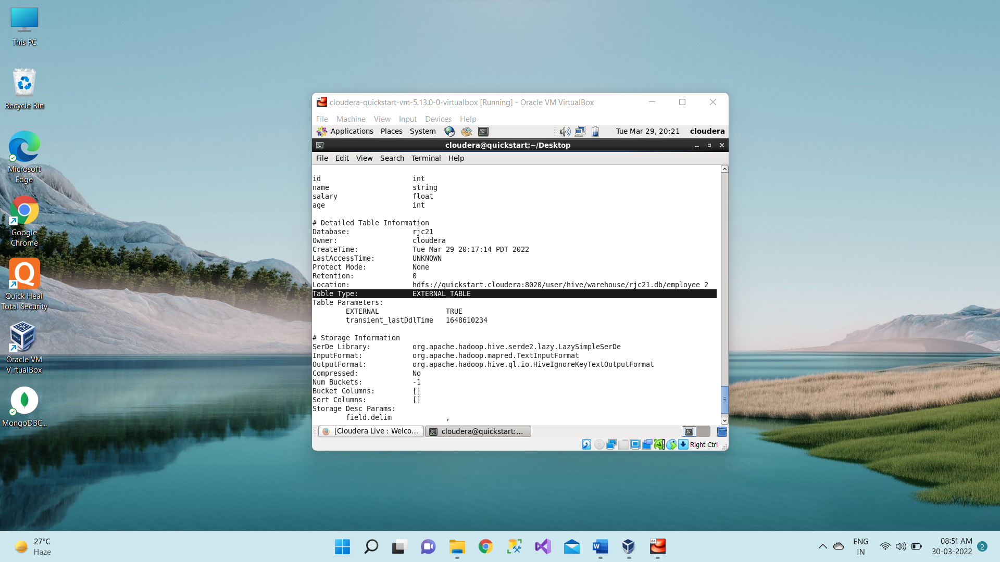 This PC
Recycle Bin
Microsoft
Edge
Google
Chrome
Quick Heal
Total Security
Oracle VM
VirtualBox
MongoDBC...
cloudera-quickstart-vm-5.13.0-0-virtualbox [Running] - Oracle VM VirtualBox
File Machine View Input Devices Help
Applications Places System Tue Mar 29, 20:21 cloudera
cloudera@quickstart:~/Desktop
File Edit View Search Terminal Help
id int
name string
salary float
age int
# Detailed Table Information
Database: rjc21
Owner: cloudera
CreateTime: Tue Mar 29 20:17:14 PDT 2022
LastAccessTime: UNKNOWN
Protect Mode: None
Retention: 0
Location: hdfs://quickstart.cloudera:8020/user/hive/warehouse/rjc21.db/employee_2
Table Type: EXTERNAL_TABLE
Table Parameters:
EXTERNAL TRUE
transient_lastDdlTime 1648610234
# Storage Information
SerDe Library: org.apache.hadoop.hive.serde2.lazy.LazySimpleSerDe
InputFormat: org.apache.hadoop.mapred.TextInputFormat
OutputFormat: org.apache.hadoop.hive.ql.io.HiveIgnoreKeyTextOutputFormat
Compressed: No
Num Buckets: -1
Bucket Columns: []
Sort Columns: []
Storage Desc Params:
field.delim ,
[Cloudera Live : Welco... cloudera@quickstart:...
Right Ctrl
27°C
Haze
ENG
IN
08:51 AM
30-03-2022
2